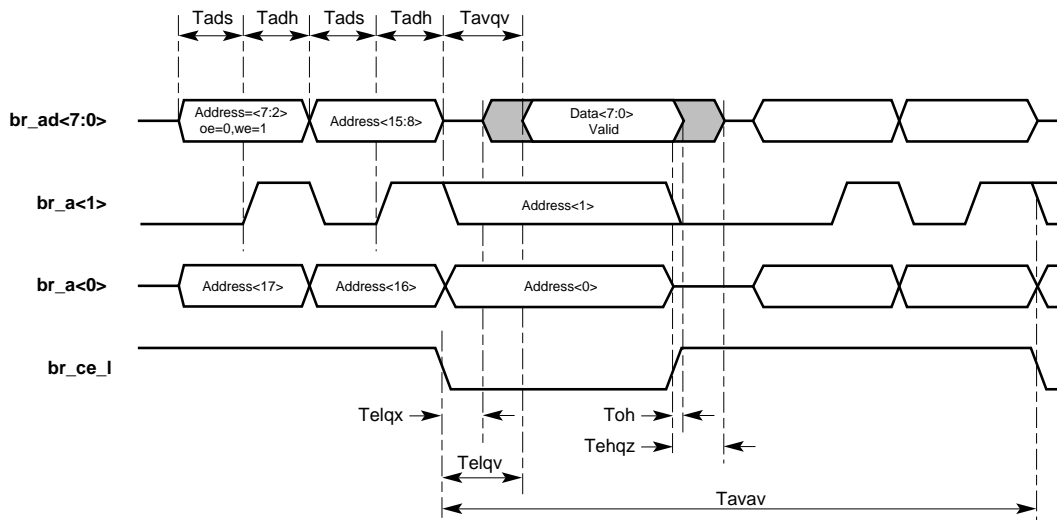 Tads Tadh Tads Tadh Tavqv
br_ad<7:0>
Address=<7:2>
oe=0,we=1
Address<15:8>
Data<7:0>
Valid
br_a<1>
Address<1>
br_a<0>
Address<17>
Address<16>
Address<0>
br_ce_l
Telqx
Toh
Tehqz
Telqv
Tavav